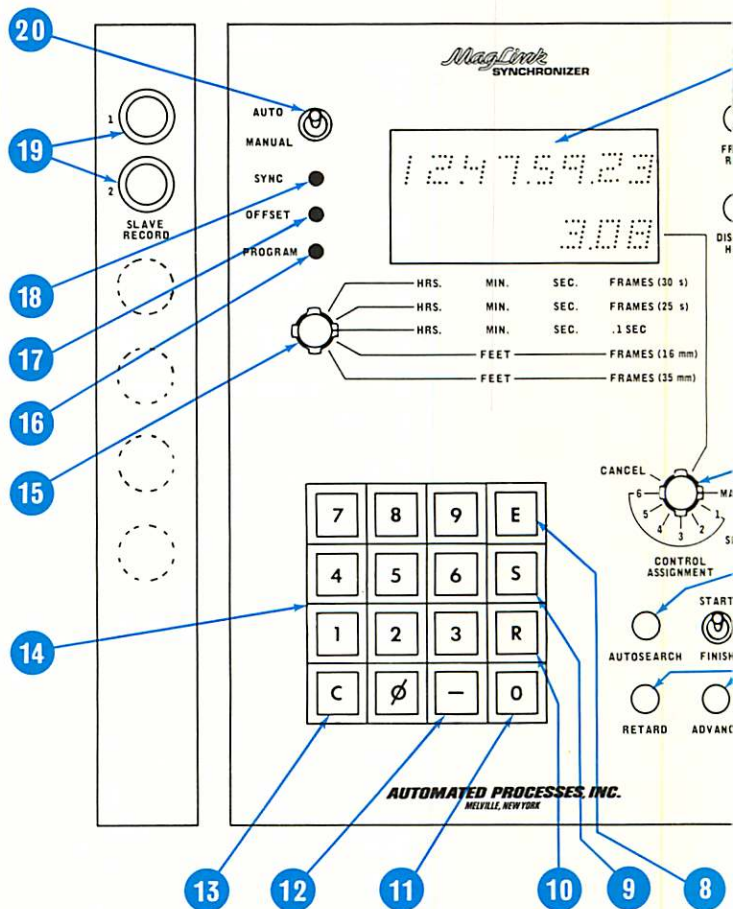 20
MagLink
SYNCHRONIZER
AUTO
MANUAL
1
19
SYNC
2
12.47.59.23
OFFSET
SLAVE
RECORD
3.08
PROGRAM
18
HRS. MIN. SEC. FRAMES (30 s)
17
HRS. MIN. SEC. FRAMES (25 s)
HRS. MIN. SEC. .1 SEC
16
FEET FRAMES (16 mm)
FEET FRAMES (35 mm)
15
CANCEL
6
5
4
3
2
1
CONTROL
ASSIGNMENT
7 8 9 E
4 5 6 S
14
1 2 3 R
C Ø — 0
START
AUTOSEARCH
FINISH
RETARD
AUTOMATED PROCESSES, INC.
MELVILLE, NEW YORK
13 12 11 10 9 8